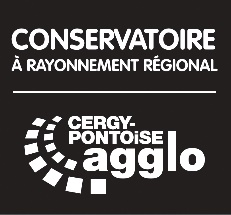 CONSERVATOIRE
À RAYONNEMENT RÉGIONAL
CERGY-
PONTOiSE
agglo